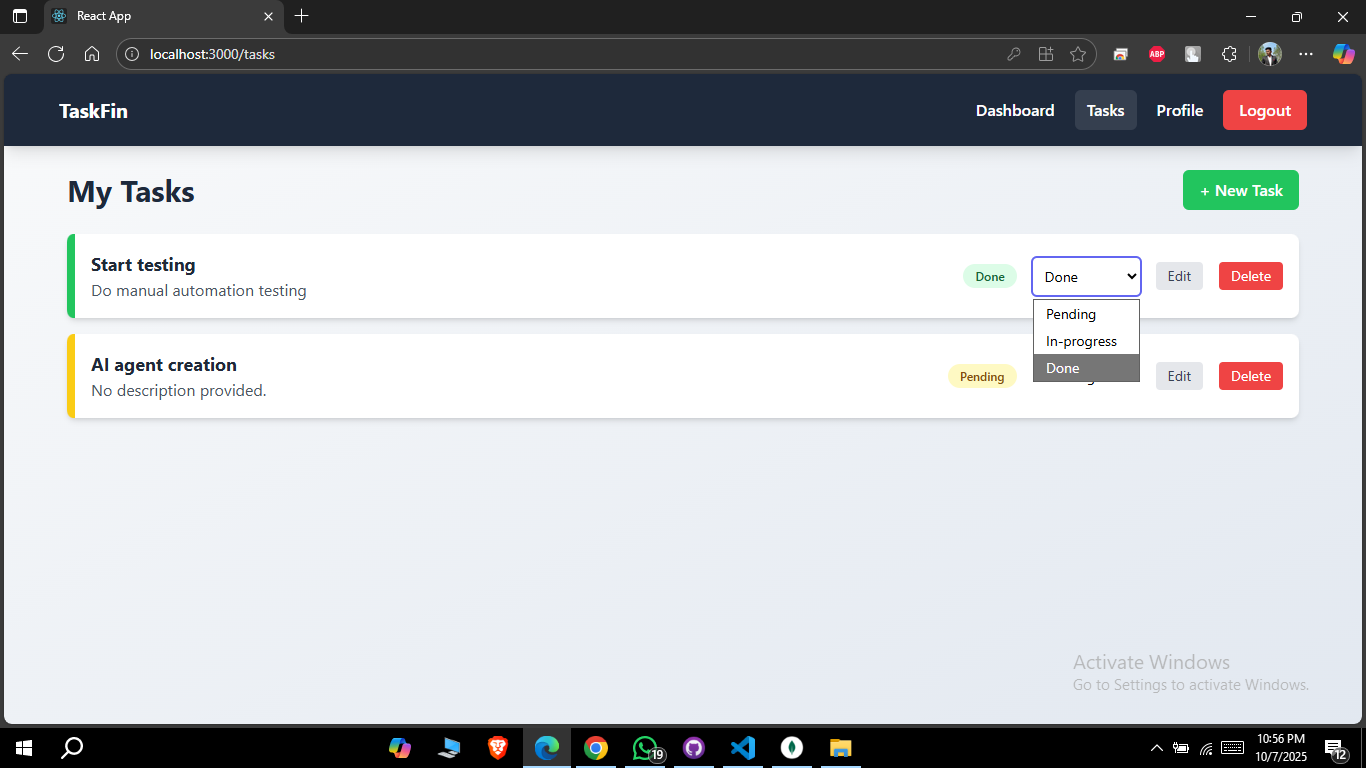 React App
localhost:3000/tasks
ABP
TaskFin
Dashboard
Tasks
Profile
Logout
My Tasks
+ New Task
Start testing
Do manual automation testing
Done
Done
Edit
Delete
Pending
In-progress
Done
AI agent creation
No description provided.
Pending
Edit
Delete
Activate Windows
Go to Settings to activate Windows.
19
10:56 PM
10/7/2025
12